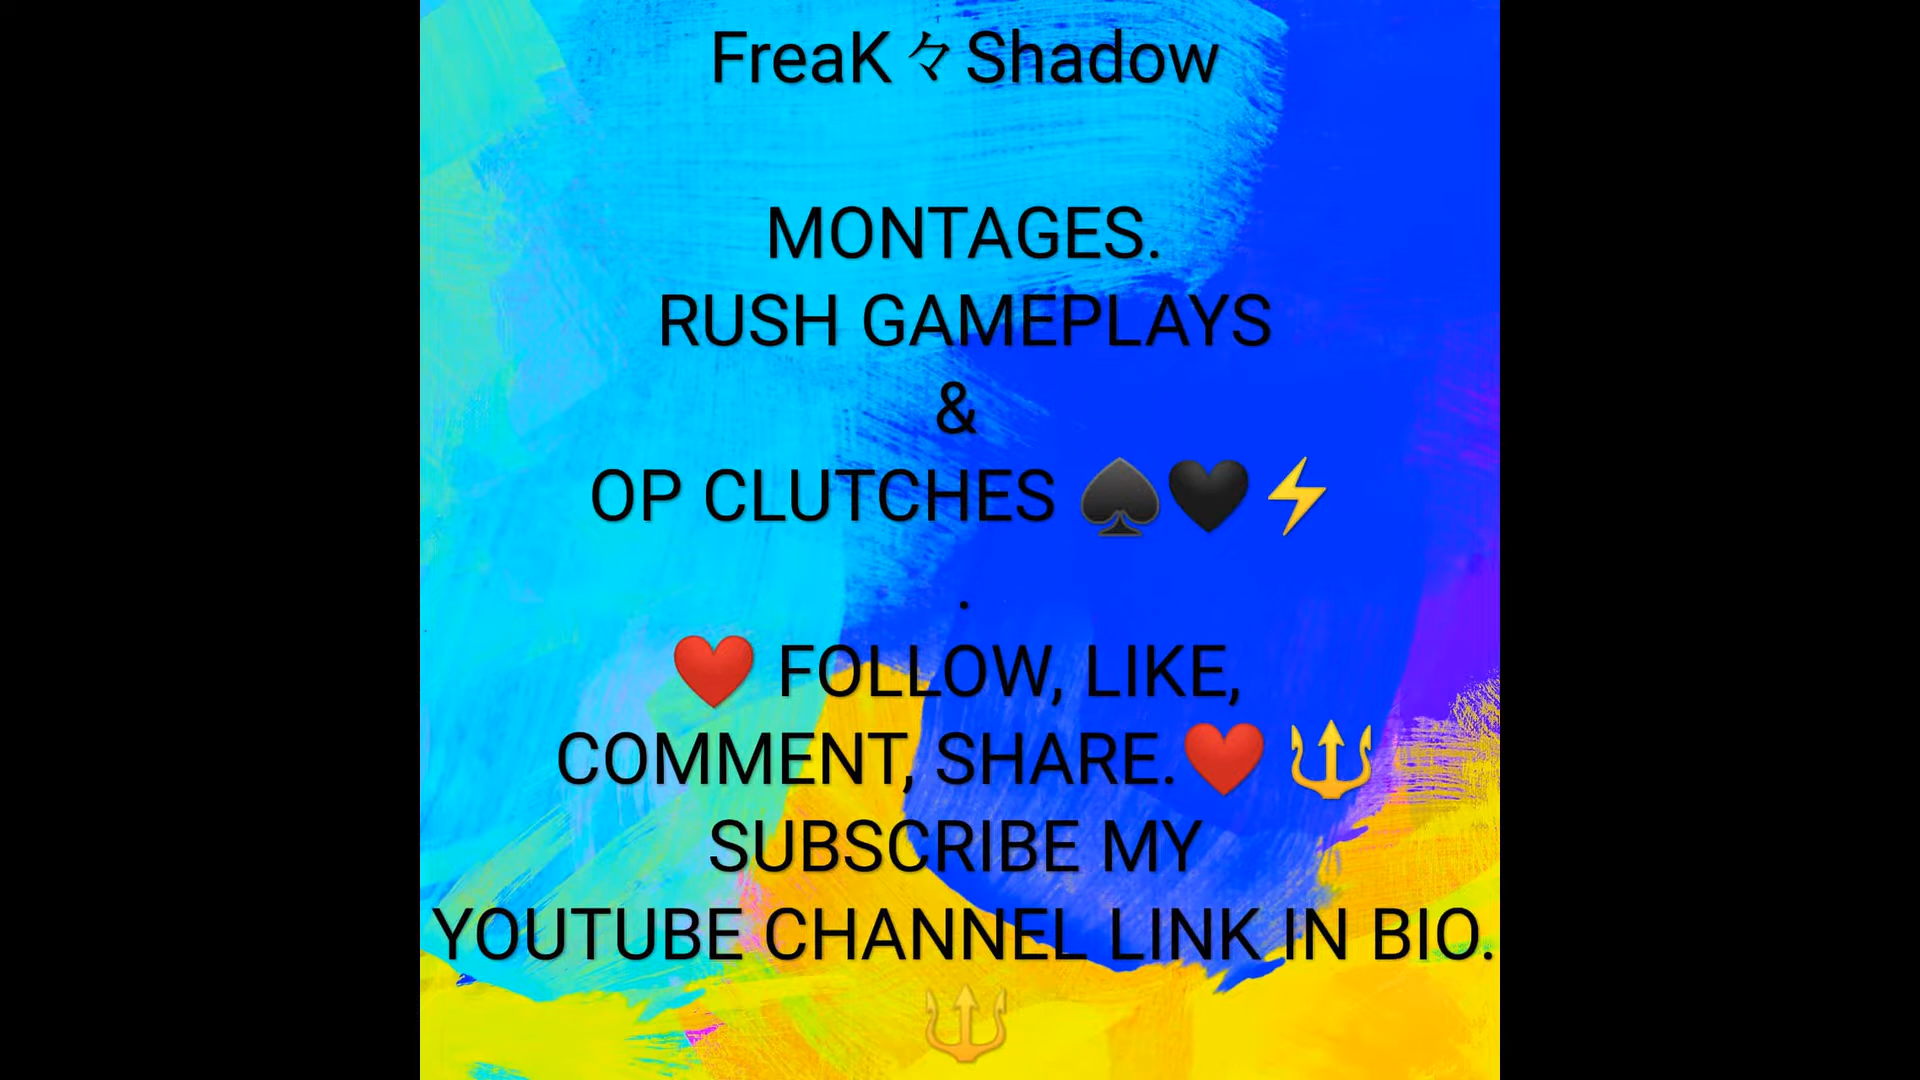 FreaK々Shadow
MONTAGES.
RUSH GAMEPLAYS
&
OP CLUTCHES ♠️🖤⚡
.
❤️ FOLLOW, LIKE,
COMMENT, SHARE.❤️ 🔱
SUBSCRIBE MY
YOUTUBE CHANNEL LINK IN BIO.
🔱